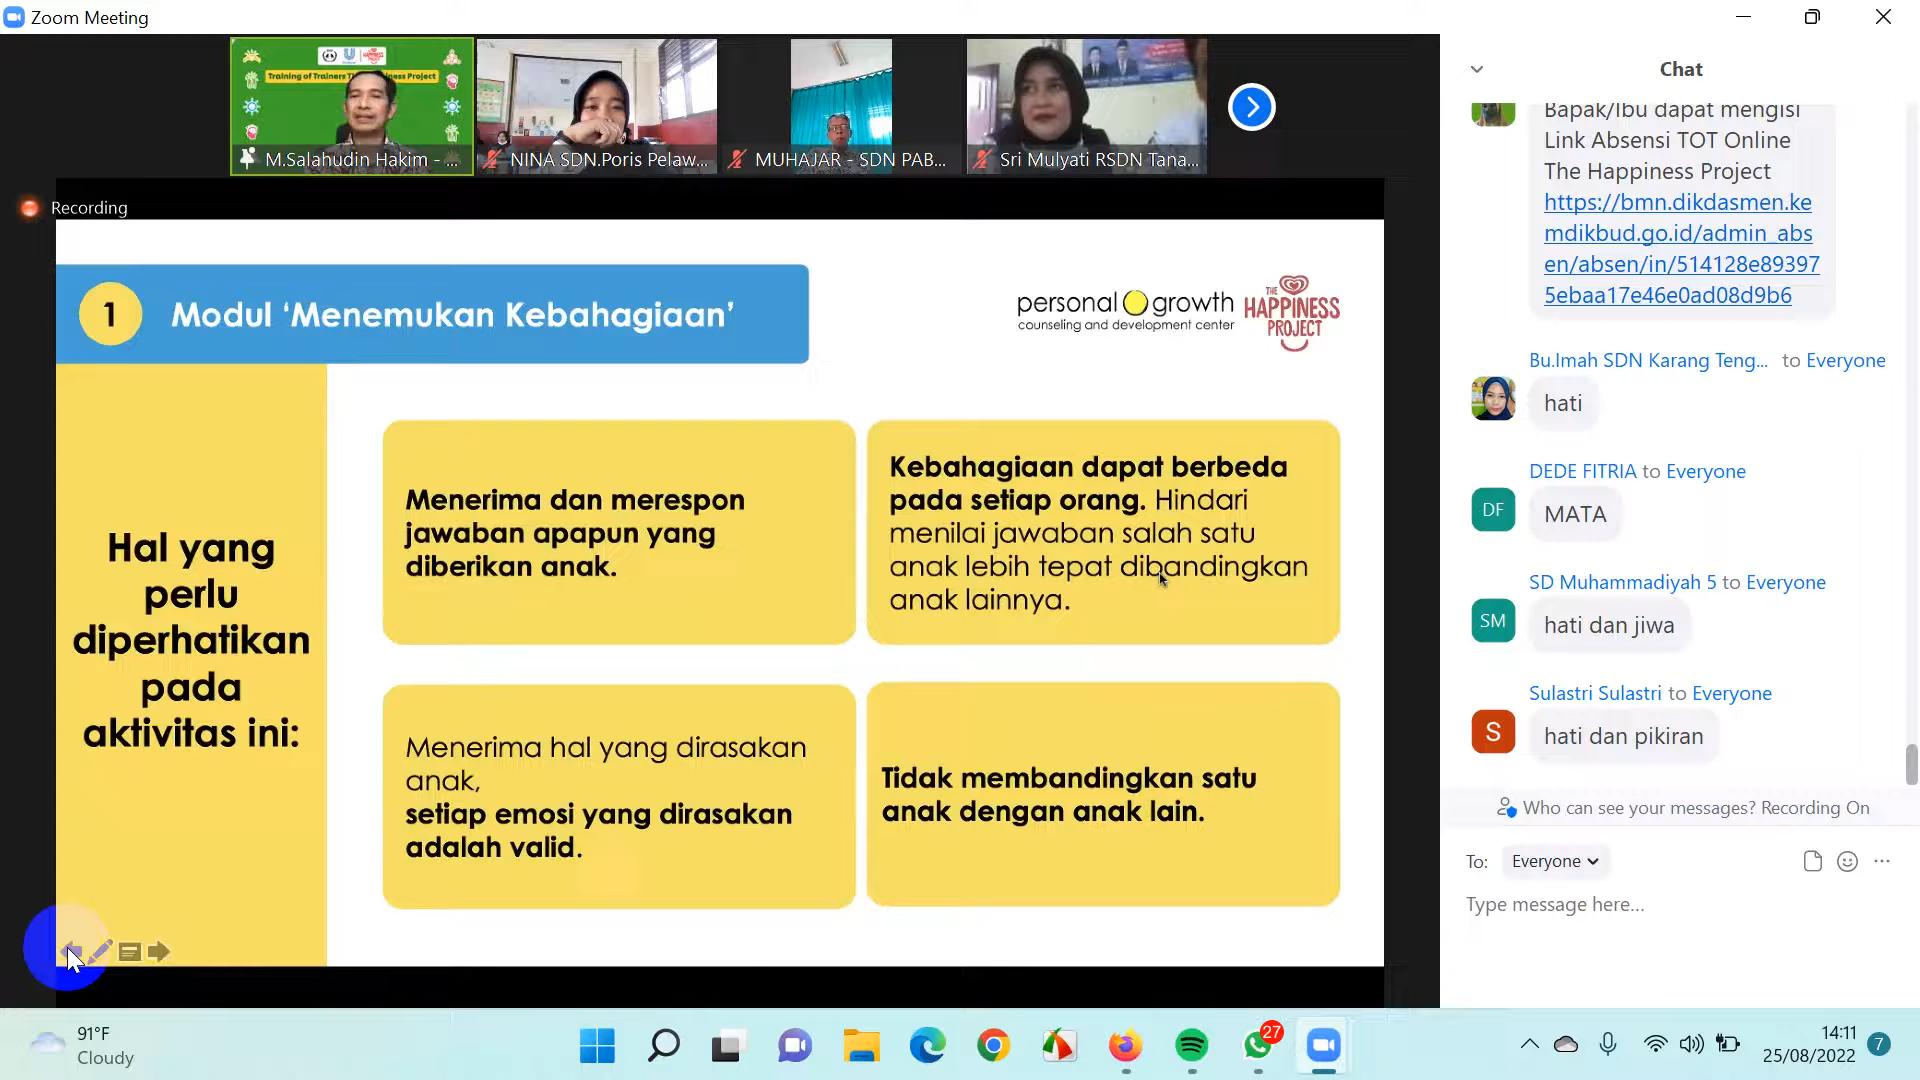 Zoom Meeting
Training of Trainers The Happiness Project
M.Salahudin Hakim - ...
NINA SDN.Poris Pelaw...
MUHAJAR - SDN PAB...
Sri Mulyati RSDN Tana...
Recording
1
Modul ‘Menemukan Kebahagiaan’
personal growth
counseling and development center
THE
HAPPINESS
PROJECT
Hal yang
perlu
diperhatikan
pada
aktivitas ini:
Menerima dan merespon
jawaban apapun yang
diberikan anak.
Kebahagiaan dapat berbeda
pada setiap orang. Hindari
menilai jawaban salah satu
anak lebih tepat dibandingkan
anak lainnya.
Menerima hal yang dirasakan
anak,
setiap emosi yang dirasakan
adalah valid.
Tidak membandingkan satu
anak dengan anak lain.
Chat
Bapak/Ibu dapat mengisi
Link Absensi TOT Online
The Happiness Project
https://bmn.dikdasmen.ke
mdikbud.go.id/admin_abs
en/absen/in/514128e89397
5ebaa17e46e0ad08d9b6
Bu.Imah SDN Karang Teng... to Everyone
hati
DEDE FITRIA to Everyone
DF
MATA
SD Muhammadiyah 5 to Everyone
SM
hati dan jiwa
Sulastri Sulastri to Everyone
S
hati dan pikiran
Who can see your messages? Recording On
To: Everyone
Type message here...
91°F
Cloudy
27
14:11
25/08/2022
7